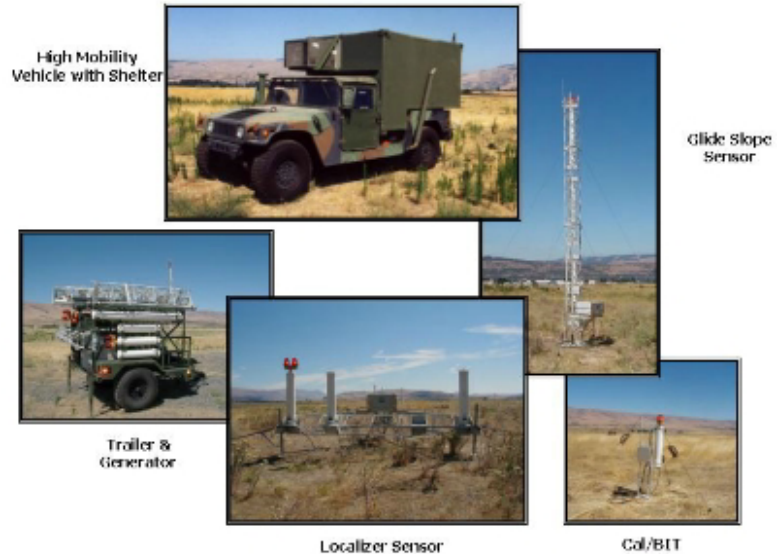 High Mobility
Vehicle with Shelter
Glide Slope
Sensor
Trailer &
Generator
Localizer Sensor
Cal/BIT